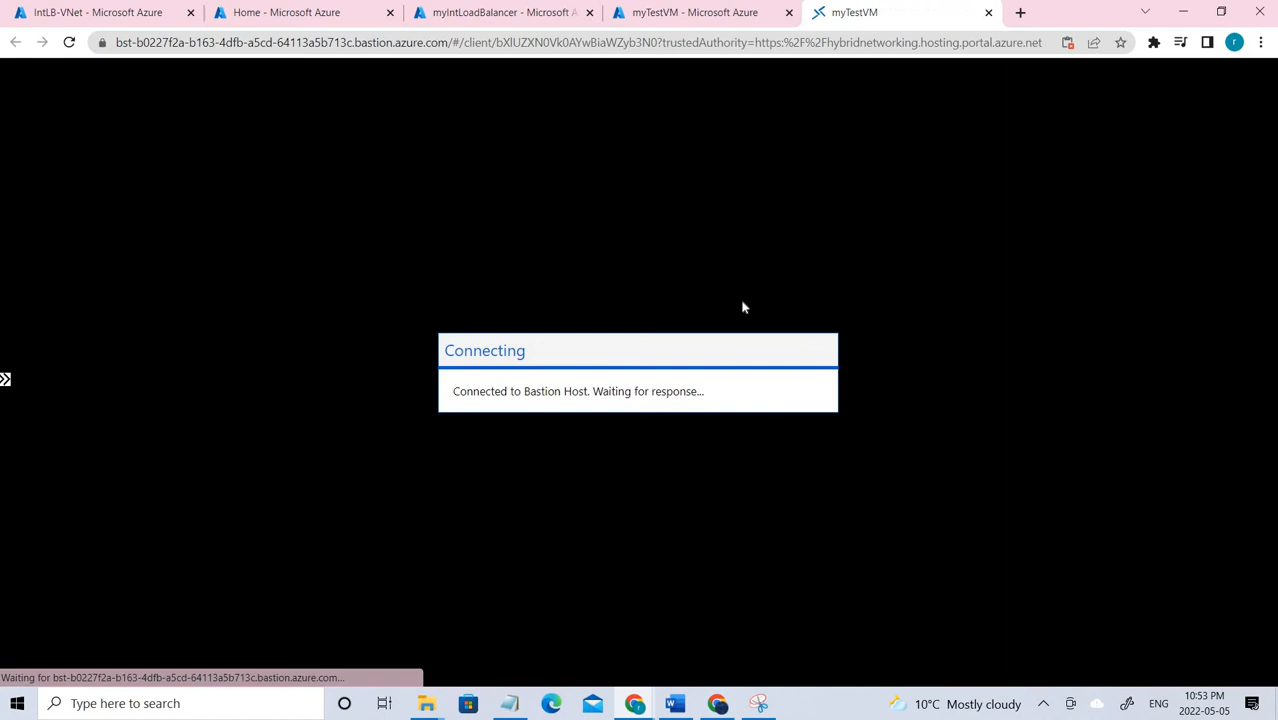 IntLB-VNet - Microsoft Azure
Home - Microsoft Azure
myIntLoadBalancer - Microsoft A
myTestVM - Microsoft Azure
myTestVM
bst-b0227f2a-b163-4dfb-a5cd-64113a5b713c.bastion.azure.com/#/client/bXlUZXN0Vk0AYwBiaWZyb3N0?trustedAuthority=https:%2F%2Fhybridnetworking.hosting.portal.azure.net
r
Connecting
Connected to Bastion Host. Waiting for response...
Waiting for bst-b0227f2a-b163-4dfb-a5cd-64113a5b713c.bastion.azure.com...
Type here to search
10°C Mostly cloudy
ENG
10:53 PM
2022-05-05